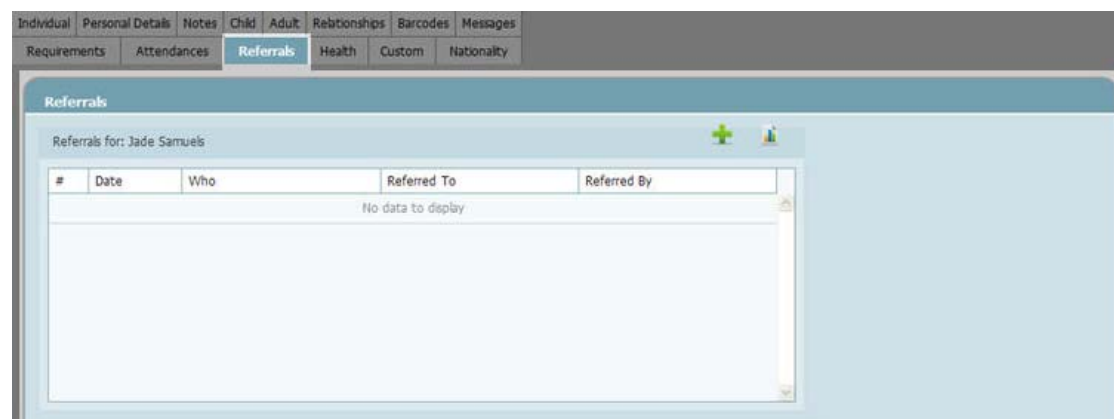 Individual Personal Details Notes Child Adult Relationships Barcodes Messages
Requirements Attendances Referrals Health Custom Nationality
Referrals
Referrals for: Jade Samuels
# Date Who Referred To Referred By
No data to display